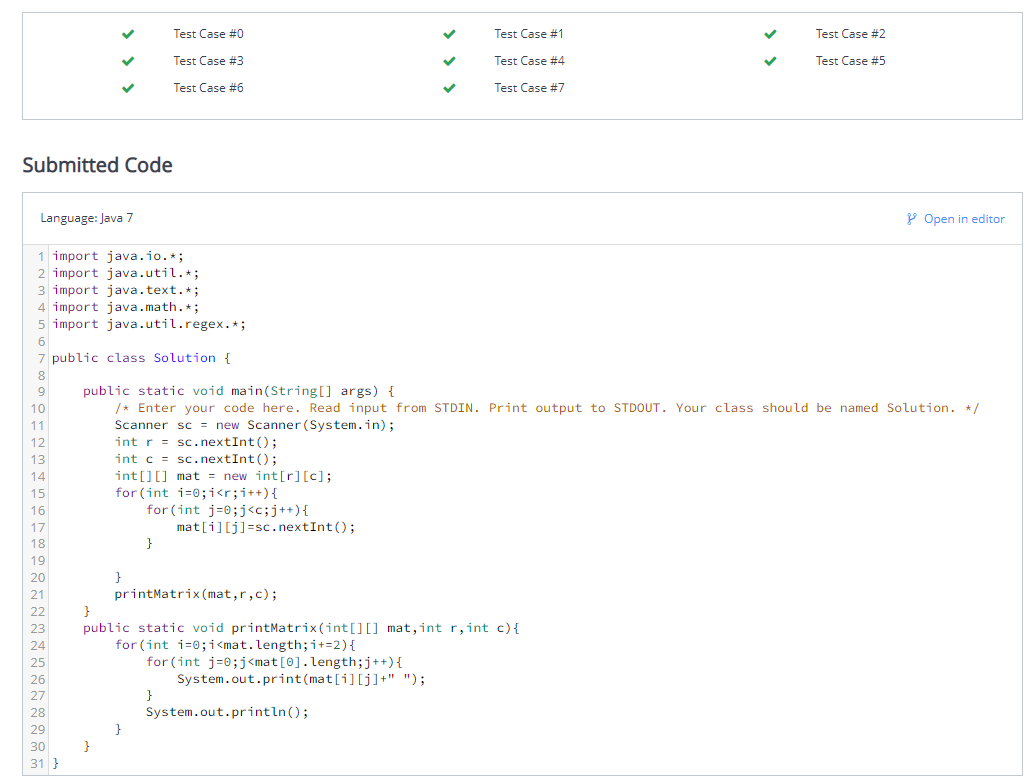 Test Case #0 Test Case #1 Test Case #2
Test Case #3 Test Case #4 Test Case #5
Test Case #6 Test Case #7
Submitted Code
Language: Java 7 Open in editor
1 import java.io.*;
2 import java.util.*;
3 import java.text.*;
4 import java.math.*;
5 import java.util.regex.*;
6
7 public class Solution {
8
9     public static void main(String[] args) {
10         /* Enter your code here. Read input from STDIN. Print output to STDOUT. Your class should be named Solution. */
11         Scanner sc = new Scanner(System.in);
12         int r = sc.nextInt();
13         int c = sc.nextInt();
14         int[][] mat = new int[r][c];
15         for(int i=0;i<r;i++){
16             for(int j=0;j<c;j++){
17                 mat[i][j]=sc.nextInt();
18             }
19
20         }
21         printMatrix(mat,r,c);
22     }
23     public static void printMatrix(int[][] mat,int r,int c){
24         for(int i=0;i<mat.length;i+=2){
25             for(int j=0;j<mat[0].length;j++){
26                 System.out.print(mat[i][j]+" ");
27             }
28             System.out.println();
29         }
30     }
31 }